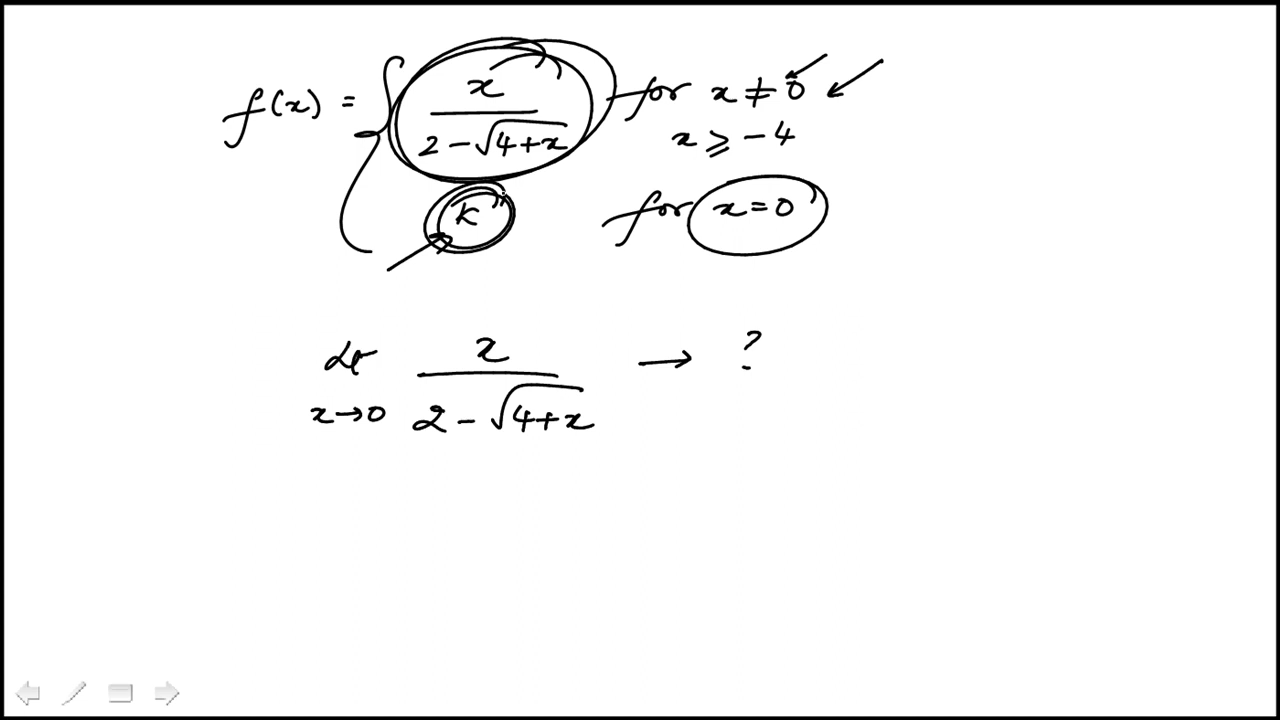 f(x) = { x / (2 - √(4+x)) for x ≠ 0
x ⩾ -4
k for x = 0
Lt x→0 x / (2 - √(4+x)) → ?